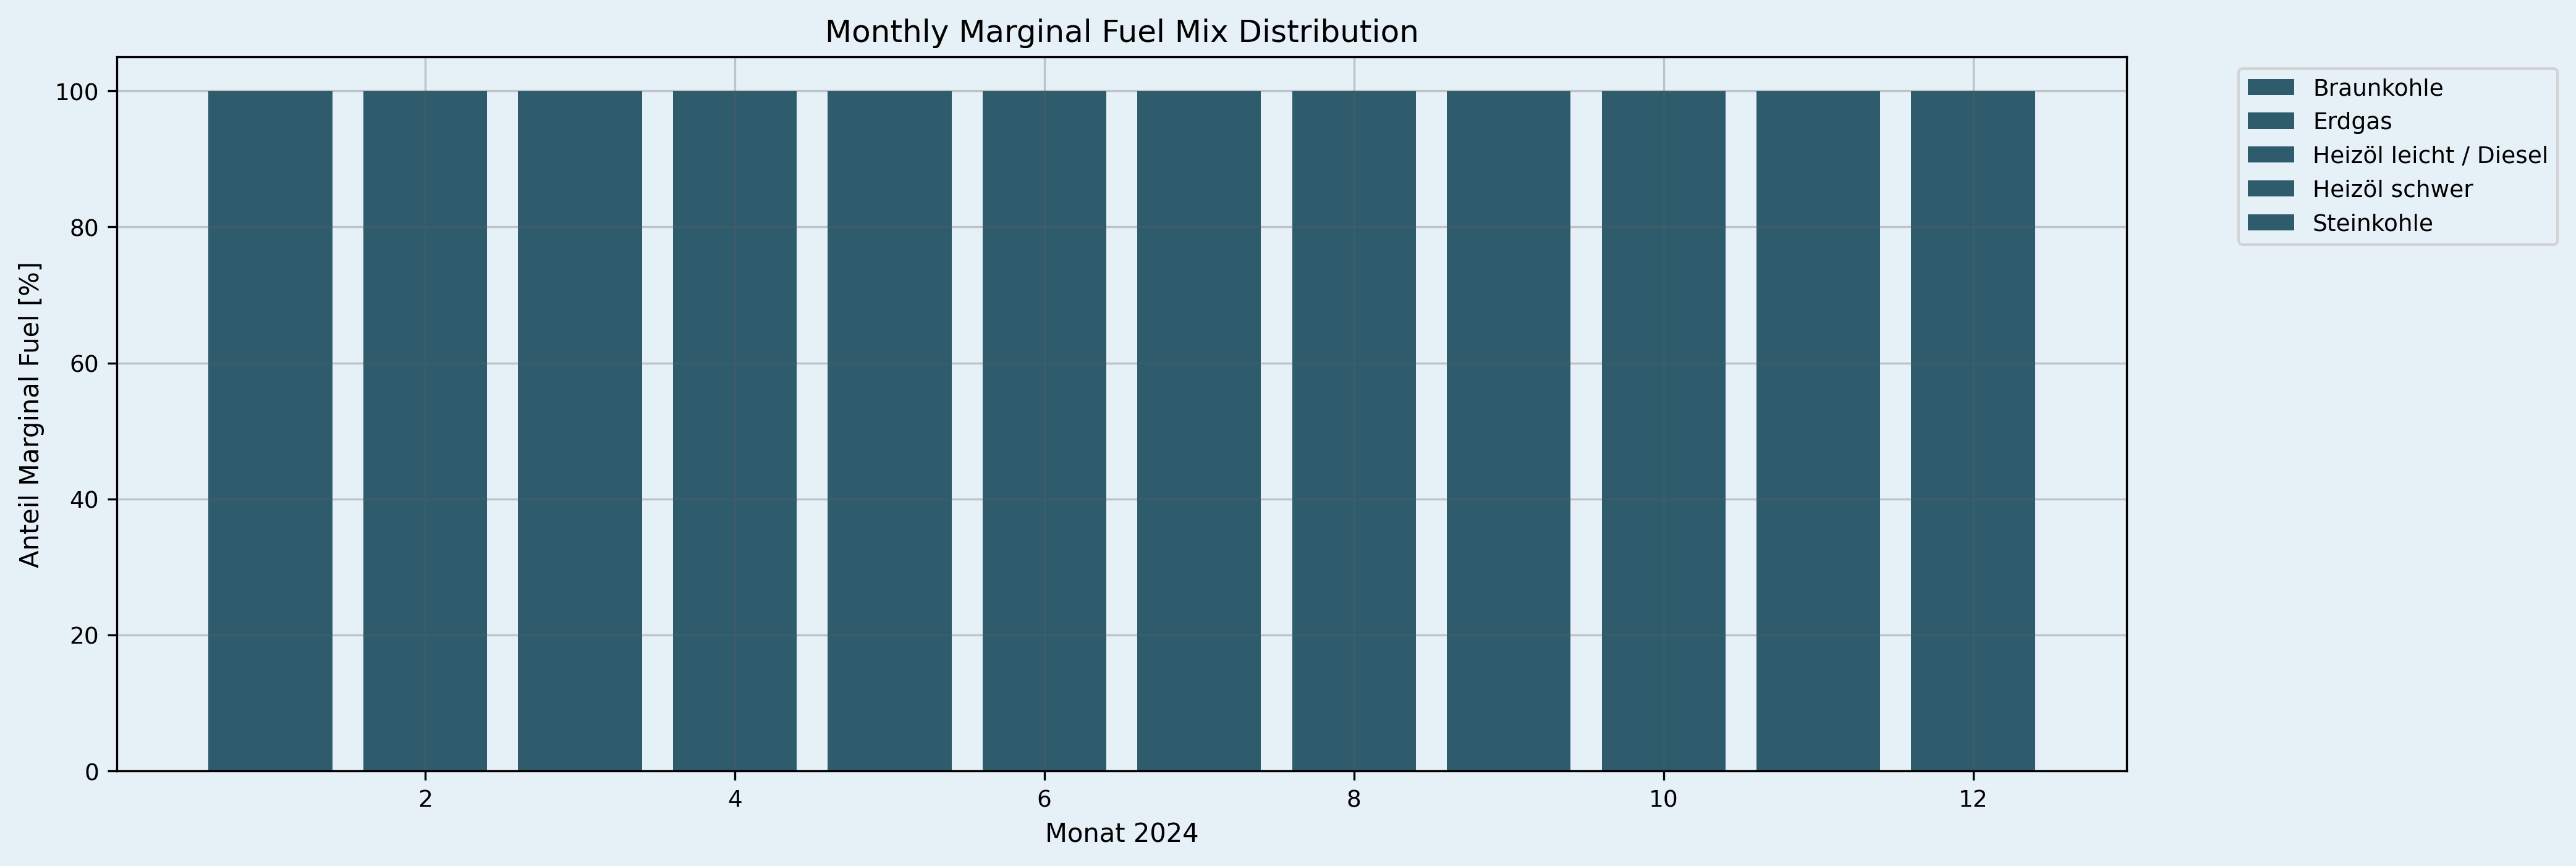 Monthly Marginal Fuel Mix Distribution
Anteil Marginal Fuel [%]
100
80
60
40
20
0
2 4 6 8 10 12
Monat 2024
Braunkohle
Erdgas
Heizöl leicht / Diesel
Heizöl schwer
Steinkohle